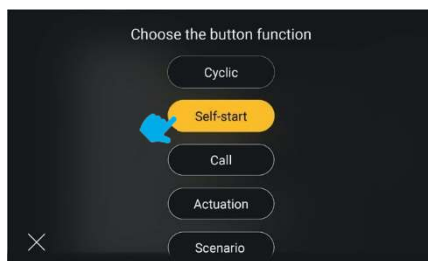 Choose the button function
Cyclic
Self-start
Call
Actuation
Scenario